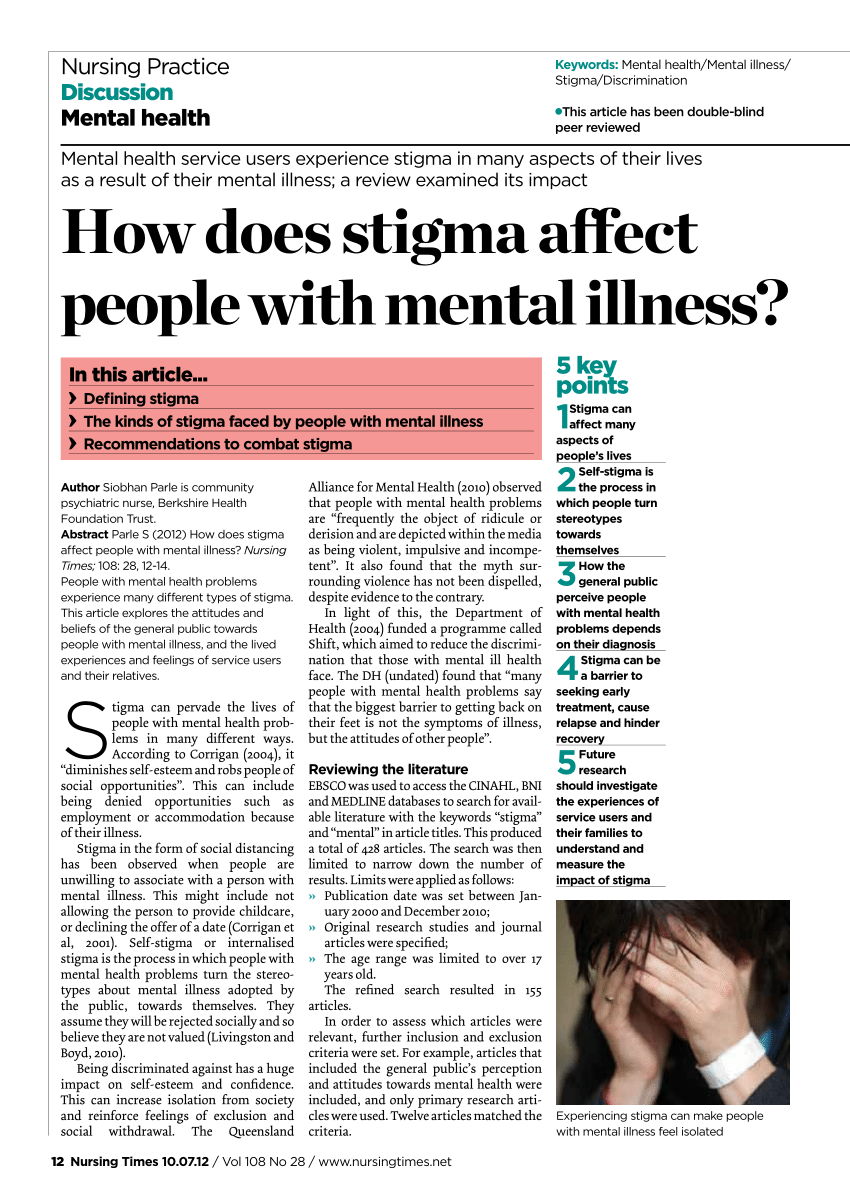 Nursing Practice
Discussion
Mental health
Keywords: Mental health/Mental illness/
Stigma/Discrimination
●This article has been double-blind
peer reviewed
Mental health service users experience stigma in many aspects of their lives
as a result of their mental illness; a review examined its impact
How does stigma affect
people with mental illness?
In this article...
❯ Defining stigma
❯ The kinds of stigma faced by people with mental illness
❯ Recommendations to combat stigma
Author Siobhan Parle is community
psychiatric nurse, Berkshire Health
Foundation Trust.
Abstract Parle S (2012) How does stigma
affect people with mental illness? Nursing
Times; 108: 28, 12-14.
People with mental health problems
experience many different types of stigma.
This article explores the attitudes and
beliefs of the general public towards
people with mental illness, and the lived
experiences and feelings of service users
and their relatives.
Stigma can pervade the lives of
people with mental health prob-
lems in many different ways.
According to Corrigan (2004), it
“diminishes self-esteem and robs people of
social opportunities”. This can include
being denied opportunities such as
employment or accommodation because
of their illness.
Stigma in the form of social distancing
has been observed when people are
unwilling to associate with a person with
mental illness. This might include not
allowing the person to provide childcare,
or declining the offer of a date (Corrigan et
al, 2001). Self-stigma or internalised
stigma is the process in which people with
mental health problems turn the stereo-
types about mental illness adopted by
the public, towards themselves. They
assume they will be rejected socially and so
believe they are not valued (Livingston and
Boyd, 2010).
Being discriminated against has a huge
impact on self-esteem and confidence.
This can increase isolation from society
and reinforce feelings of exclusion and
social withdrawal. The Queensland
Alliance for Mental Health (2010) observed
that people with mental health problems
are “frequently the object of ridicule or
derision and are depicted within the media
as being violent, impulsive and incompe-
tent”. It also found that the myth sur-
rounding violence has not been dispelled,
despite evidence to the contrary.
In light of this, the Department of
Health (2004) funded a programme called
Shift, which aimed to reduce the discrimi-
nation that those with mental ill health
face. The DH (undated) found that “many
people with mental health problems say
that the biggest barrier to getting back on
their feet is not the symptoms of illness,
but the attitudes of other people”.
Reviewing the literature
EBSCO was used to access the CINAHL, BNI
and MEDLINE databases to search for avail-
able literature with the keywords “stigma”
and “mental” in article titles. This produced
a total of 428 articles. The search was then
limited to narrow down the number of
results. Limits were applied as follows:
» Publication date was set between Jan-
uary 2000 and December 2010;
» Original research studies and journal
articles were specified;
» The age range was limited to over 17
years old.
The refined search resulted in 155
articles.
In order to assess which articles were
relevant, further inclusion and exclusion
criteria were set. For example, articles that
included the general public’s perception
and attitudes towards mental health were
included, and only primary research arti-
cles were used. Twelve articles matched the
criteria.
5 key
points
1 Stigma can
affect many
aspects of
people’s lives
2 Self-stigma is
the process in
which people turn
stereotypes
towards
themselves
3 How the
general public
perceive people
with mental health
problems depends
on their diagnosis
4 Stigma can be
a barrier to
seeking early
treatment, cause
relapse and hinder
recovery
5 Future
research
should investigate
the experiences of
service users and
their families to
understand and
measure the
impact of stigma
Experiencing stigma can make people
with mental illness feel isolated
12 Nursing Times 10.07.12 / Vol 108 No 28 / www.nursingtimes.net